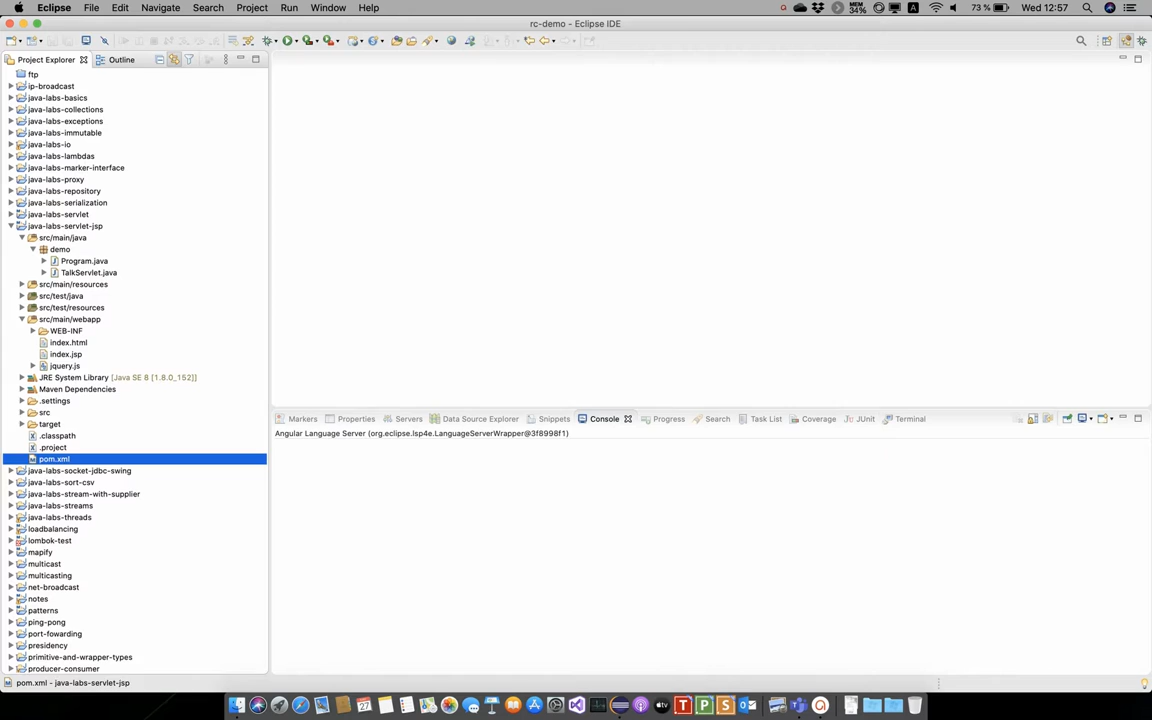 Eclipse File Edit Navigate Search Project Run Window Help MEM 34% A 73 % Wed 12:57
rc-demo - Eclipse IDE
Project Explorer Outline
ftp
ip-broadcast
java-labs-basics
java-labs-collections
java-labs-exceptions
java-labs-immutable
java-labs-io
java-labs-lambdas
java-labs-marker-interface
java-labs-proxy
java-labs-repository
java-labs-serialization
java-labs-servlet
java-labs-servlet-jsp
src/main/java
demo
Program.java
TalkServlet.java
src/main/resources
src/test/java
src/test/resources
src/main/webapp
WEB-INF
index.html
index.jsp
jquery.js
JRE System Library [Java SE 8 [1.8.0_152]]
Maven Dependencies
.settings
src
target
.classpath
.project
pom.xml
java-labs-socket-jdbc-swing
java-labs-sort-csv
java-labs-stream-with-supplier
java-labs-streams
java-labs-threads
loadbalancing
lombok-test
mapify
multicast
multicasting
net-broadcast
notes
patterns
ping-pong
port-fowarding
presidency
primitive-and-wrapper-types
producer-consumer
Markers Properties Servers Data Source Explorer Snippets Console Progress Search Task List Coverage JUnit Terminal
Angular Language Server (org.eclipse.lsp4e.LanguageServerWrapper@3f8998f1)
pom.xml - java-labs-servlet-jsp
27 tv T P S